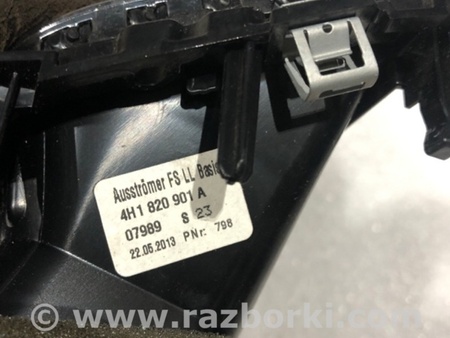 Ausströmer FS LL Basis
4H1 820 901 A
07989 S 23
22.05.2013 PNr: 798
© www.razborki.com